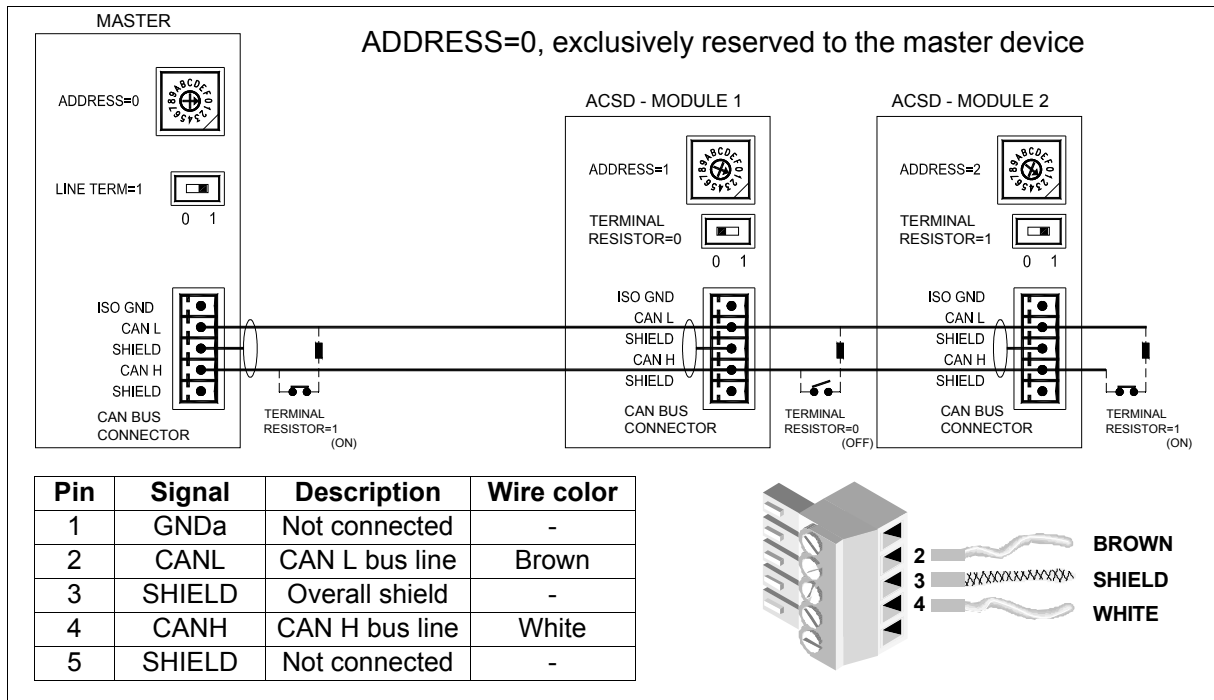 MASTER
ADDRESS=0, exclusively reserved to the master device
ADDRESS=0
0123456789ABCDEF
LINE TERM=1
0 1
ISO GND
CAN L
SHIELD
CAN H
SHIELD
CAN BUS
CONNECTOR
TERMINAL
RESISTOR=1
(ON)
ACSD - MODULE 1
ADDRESS=1
0123456789ABCDEF
TERMINAL
RESISTOR=0
0 1
ISO GND
CAN L
SHIELD
CAN H
SHIELD
CAN BUS
CONNECTOR
TERMINAL
RESISTOR=0
(OFF)
ACSD - MODULE 2
ADDRESS=2
0123456789ABCDEF
TERMINAL
RESISTOR=1
0 1
ISO GND
CAN L
SHIELD
CAN H
SHIELD
CAN BUS
CONNECTOR
TERMINAL
RESISTOR=1
(ON)
Pin Signal Description Wire color
1 GNDa Not connected -
2 CANL CAN L bus line Brown
3 SHIELD Overall shield -
4 CANH CAN H bus line White
5 SHIELD Not connected -
2 BROWN
3 SHIELD
4 WHITE